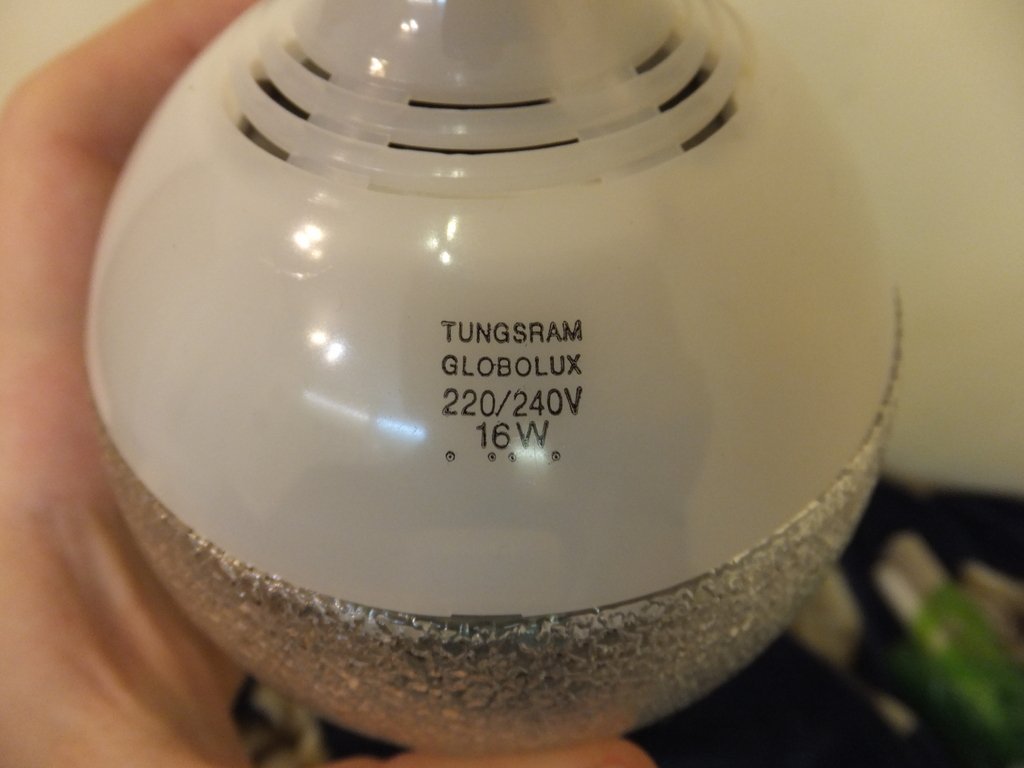 TUNGSRAM
GLOBOLUX
220/240V
16W